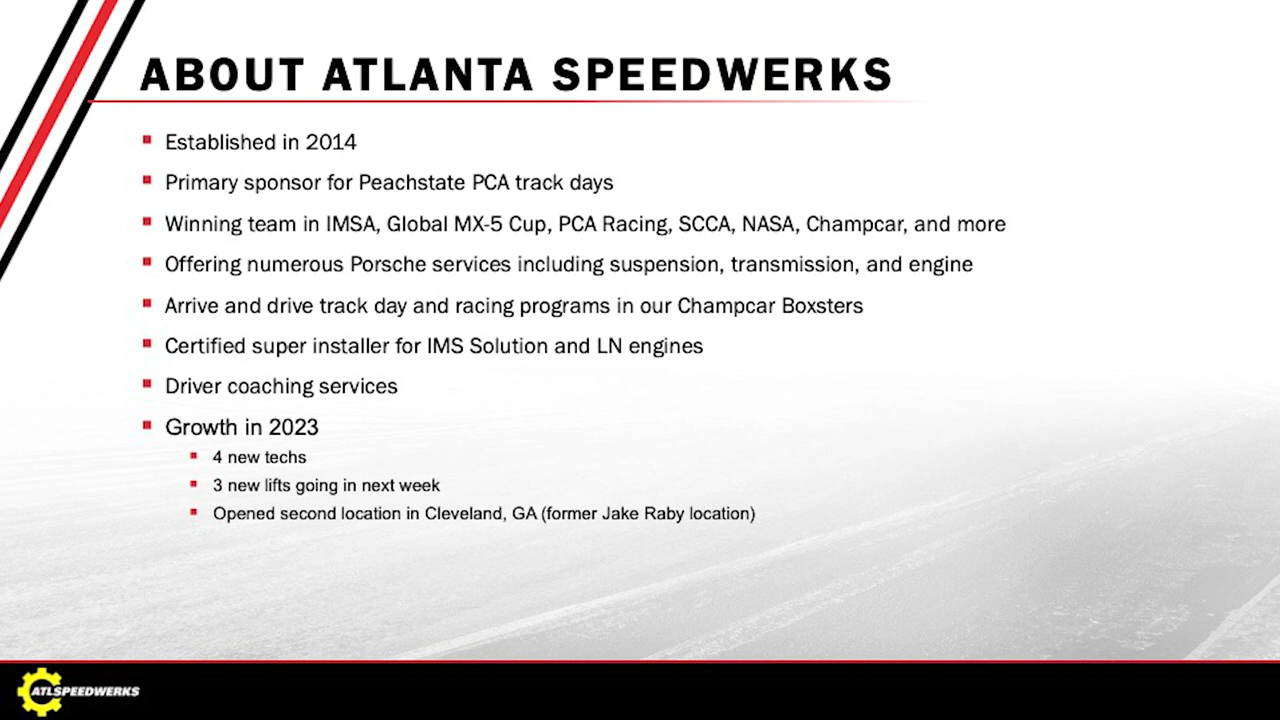 ABOUT ATLANTA SPEEDWERKS
Established in 2014
Primary sponsor for Peachstate PCA track days
Winning team in IMSA, Global MX-5 Cup, PCA Racing, SCCA, NASA, Champcar, and more
Offering numerous Porsche services including suspension, transmission, and engine
Arrive and drive track day and racing programs in our Champcar Boxsters
Certified super installer for IMS Solution and LN engines
Driver coaching services
Growth in 2023
4 new techs
3 new lifts going in next week
Opened second location in Cleveland, GA (former Jake Raby location)
ATLSPEEDWERKS